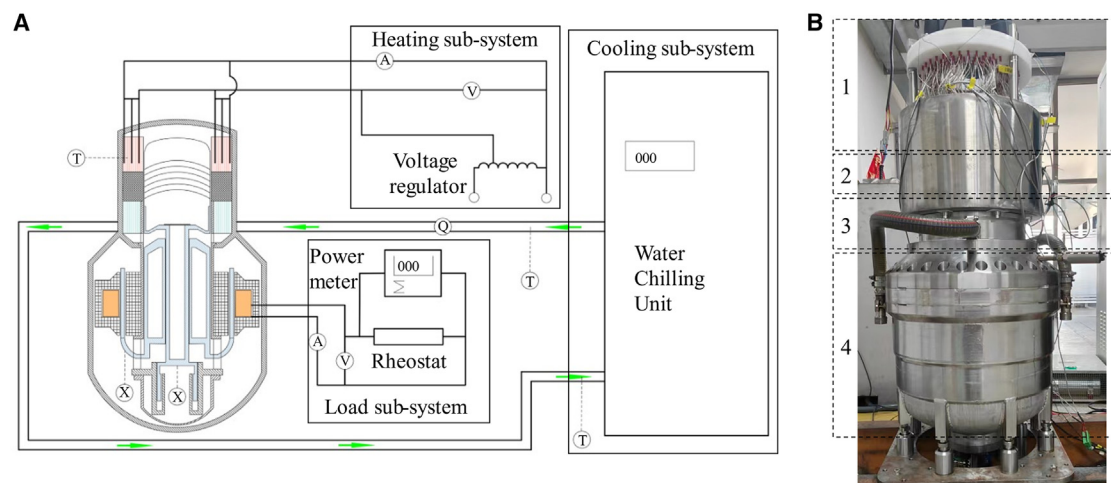 A
B
Heating sub-system
Cooling sub-system
A
V
T
Voltage
regulator
000
Q
T
Power
meter
000
M
Water
Chilling
Unit
A
V
Rheostat
X
X
Load sub-system
T
1
2
3
4